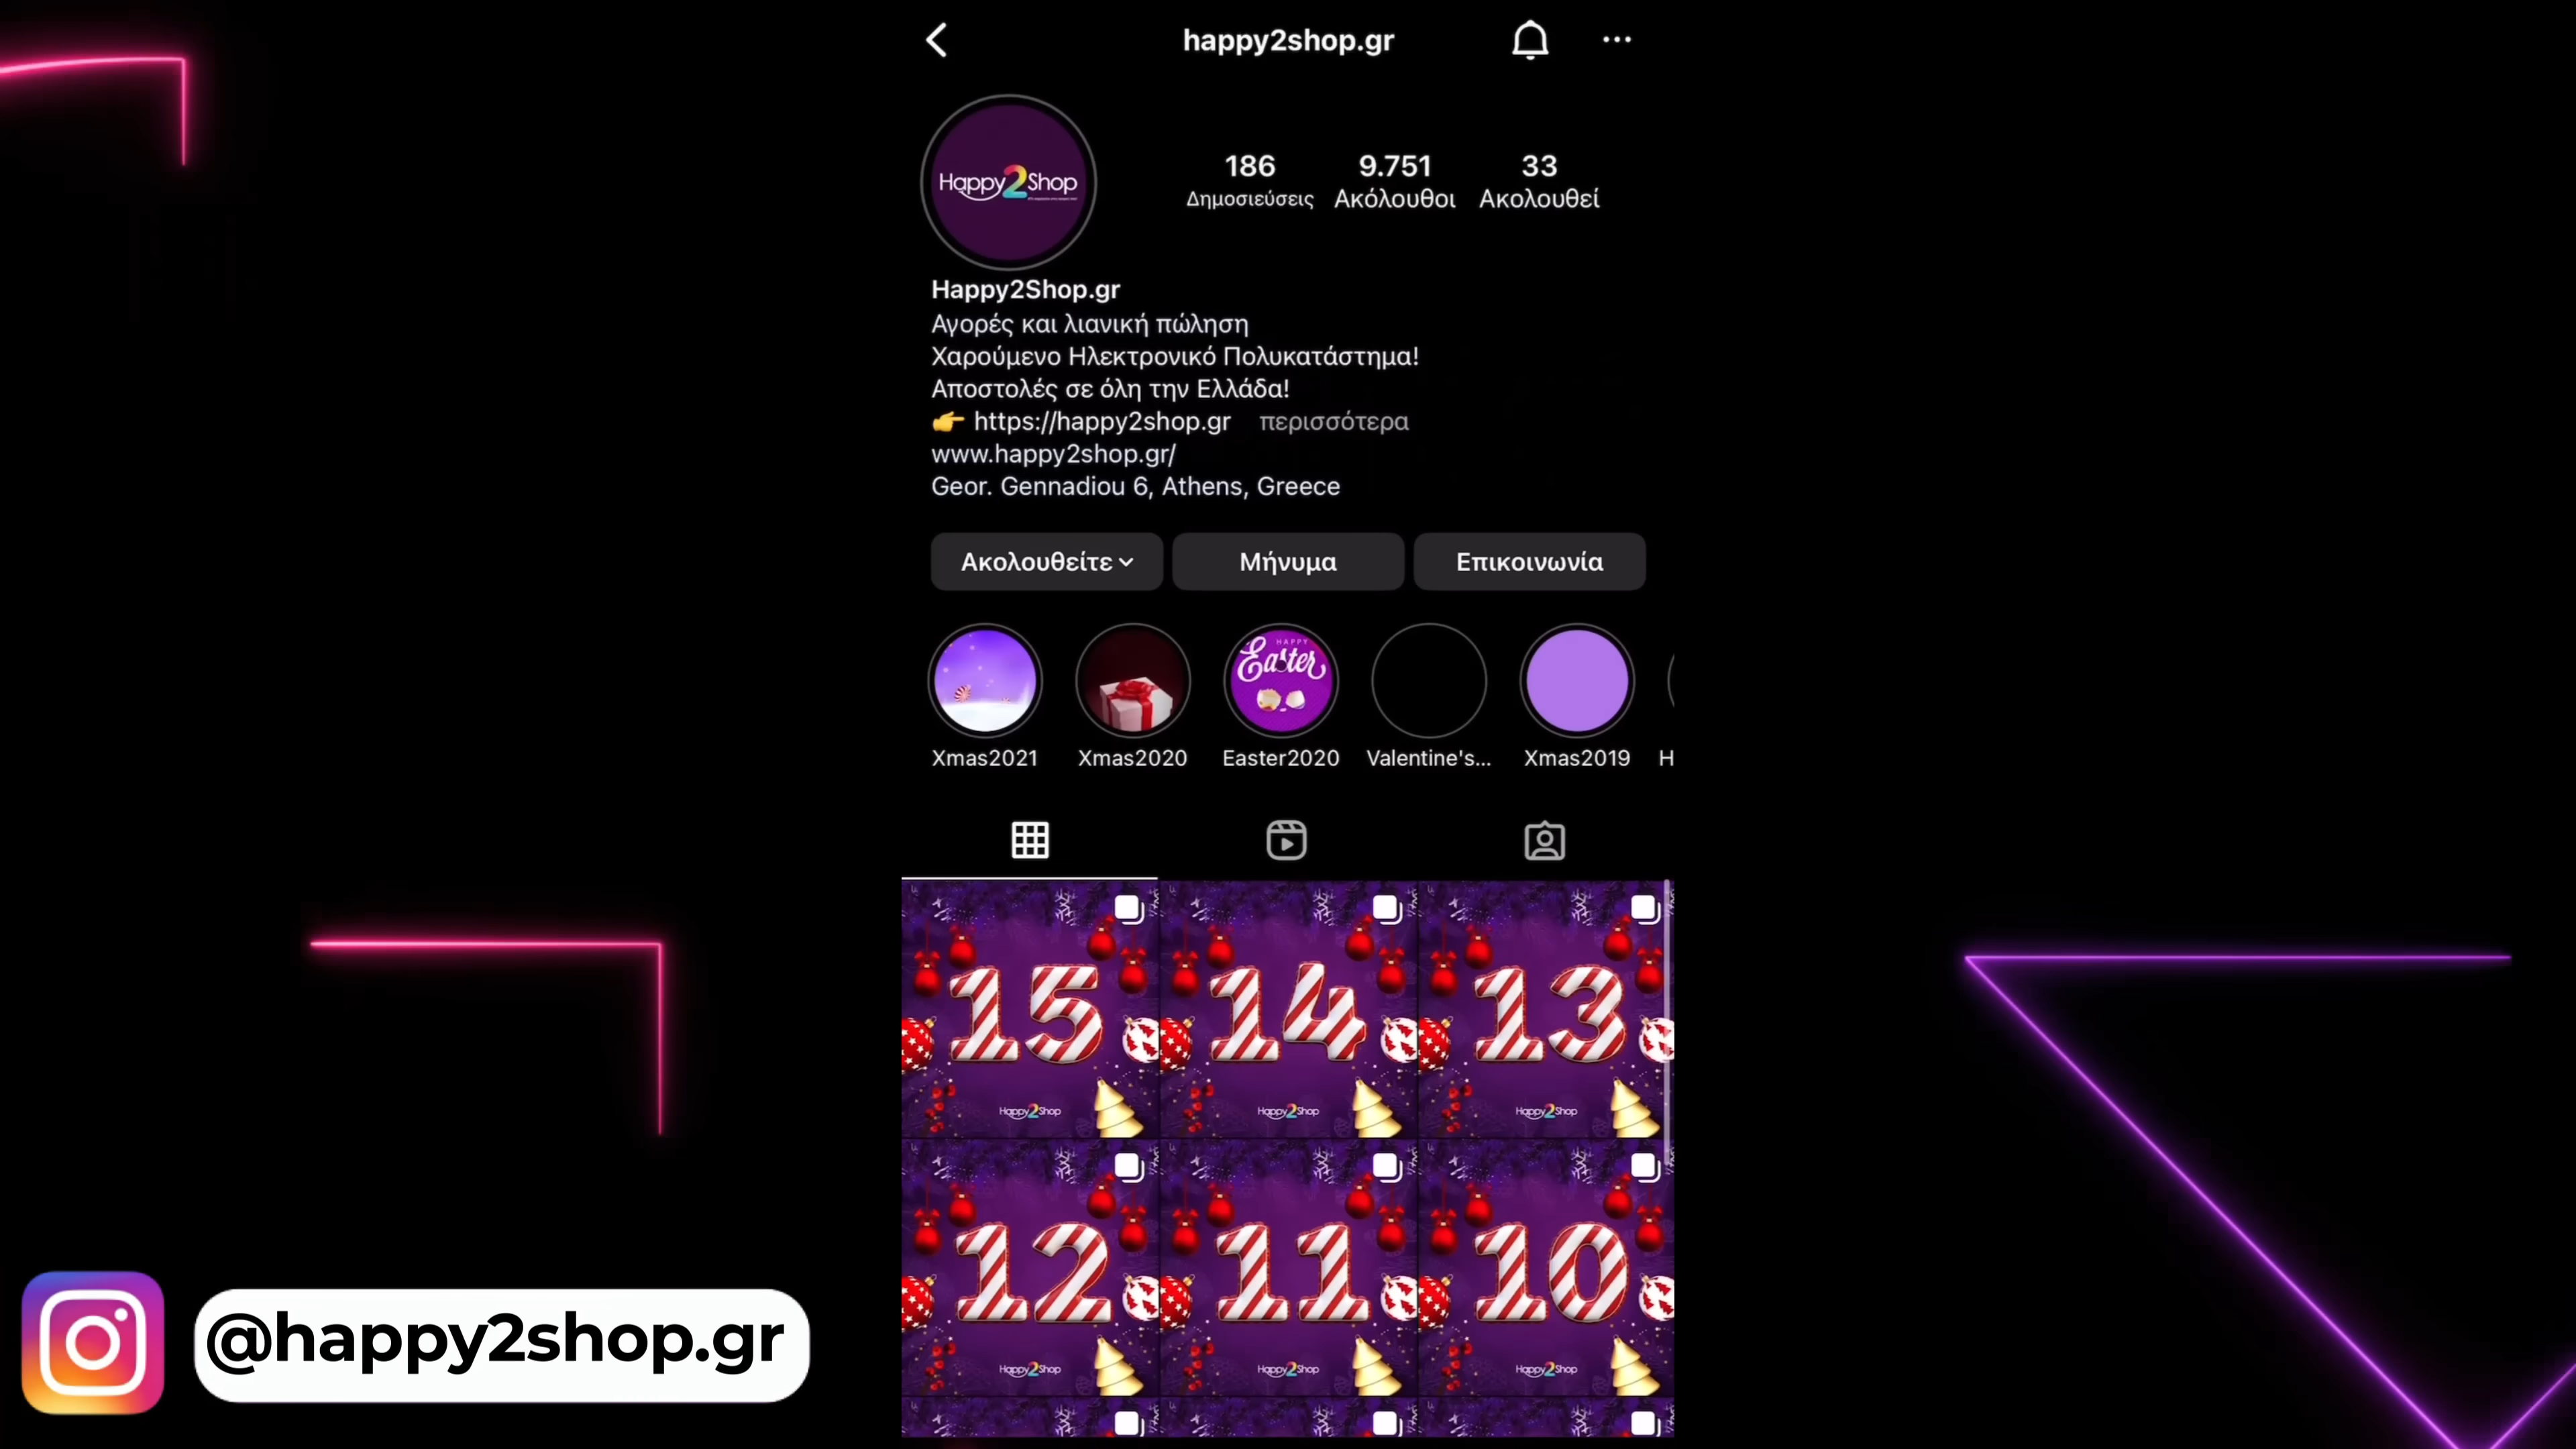 happy2shop.gr
Happy2Shop
186
Δημοσιεύσεις
9.751
Ακόλουθοι
33
Ακολουθεί
Happy2Shop.gr
Αγορές και λιανική πώληση
Χαρούμενο Ηλεκτρονικό Πολυκατάστημα!
Αποστολές σε όλη την Ελλάδα!
👉 https://happy2shop.gr περισσότερα
www.happy2shop.gr/
Geor. Gennadiou 6, Athens, Greece
Ακολουθείτε
Μήνυμα
Επικοινωνία
HAPPY
Easter
Xmas2021
Xmas2020
Easter2020
Valentine's...
Xmas2019
H
15
Happy2Shop
14
Happy2Shop
13
Happy2Shop
12
Happy2Shop
11
Happy2Shop
10
Happy2Shop
@happy2shop.gr